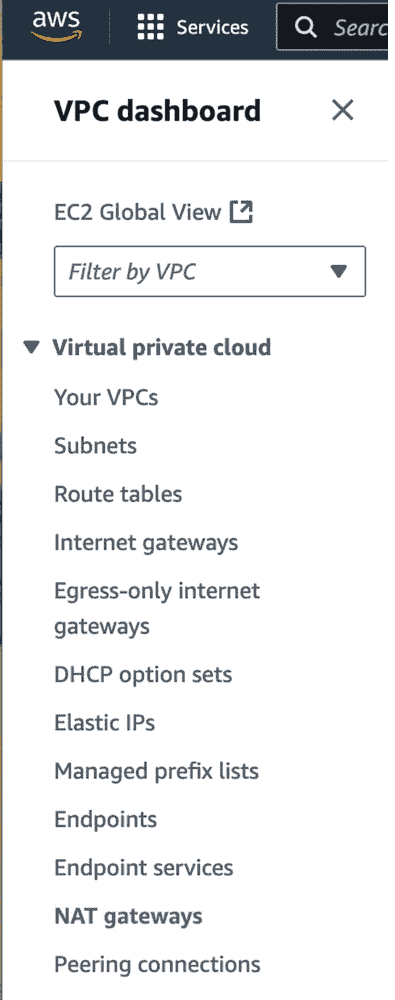 aws
Services
Searc
VPC dashboard
EC2 Global View
Filter by VPC
Virtual private cloud
Your VPCs
Subnets
Route tables
Internet gateways
Egress-only internet
gateways
DHCP option sets
Elastic IPs
Managed prefix lists
Endpoints
Endpoint services
NAT gateways
Peering connections